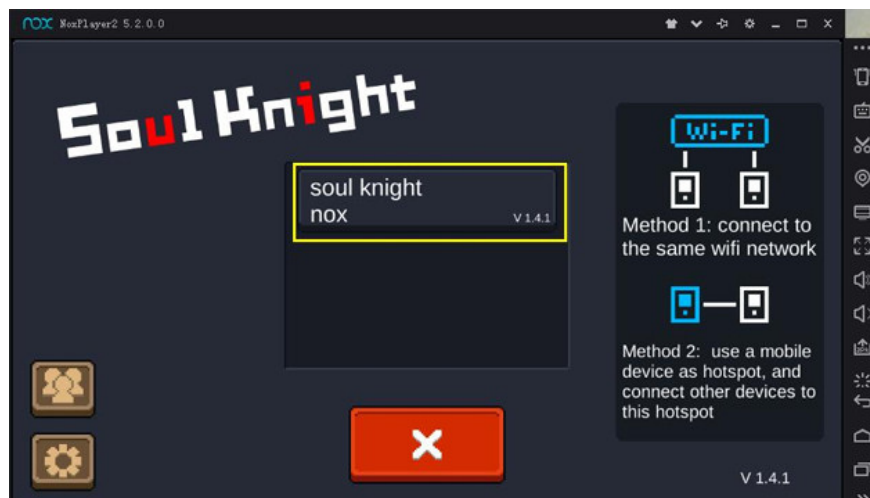 nox NoxPlayer2 5.2.0.0
Soul Knight
soul knight
nox
V 1.4.1
Wi-Fi
Method 1: connect to
the same wifi network
Method 2: use a mobile
device as hotspot, and
connect other devices to
this hotspot
V 1.4.1